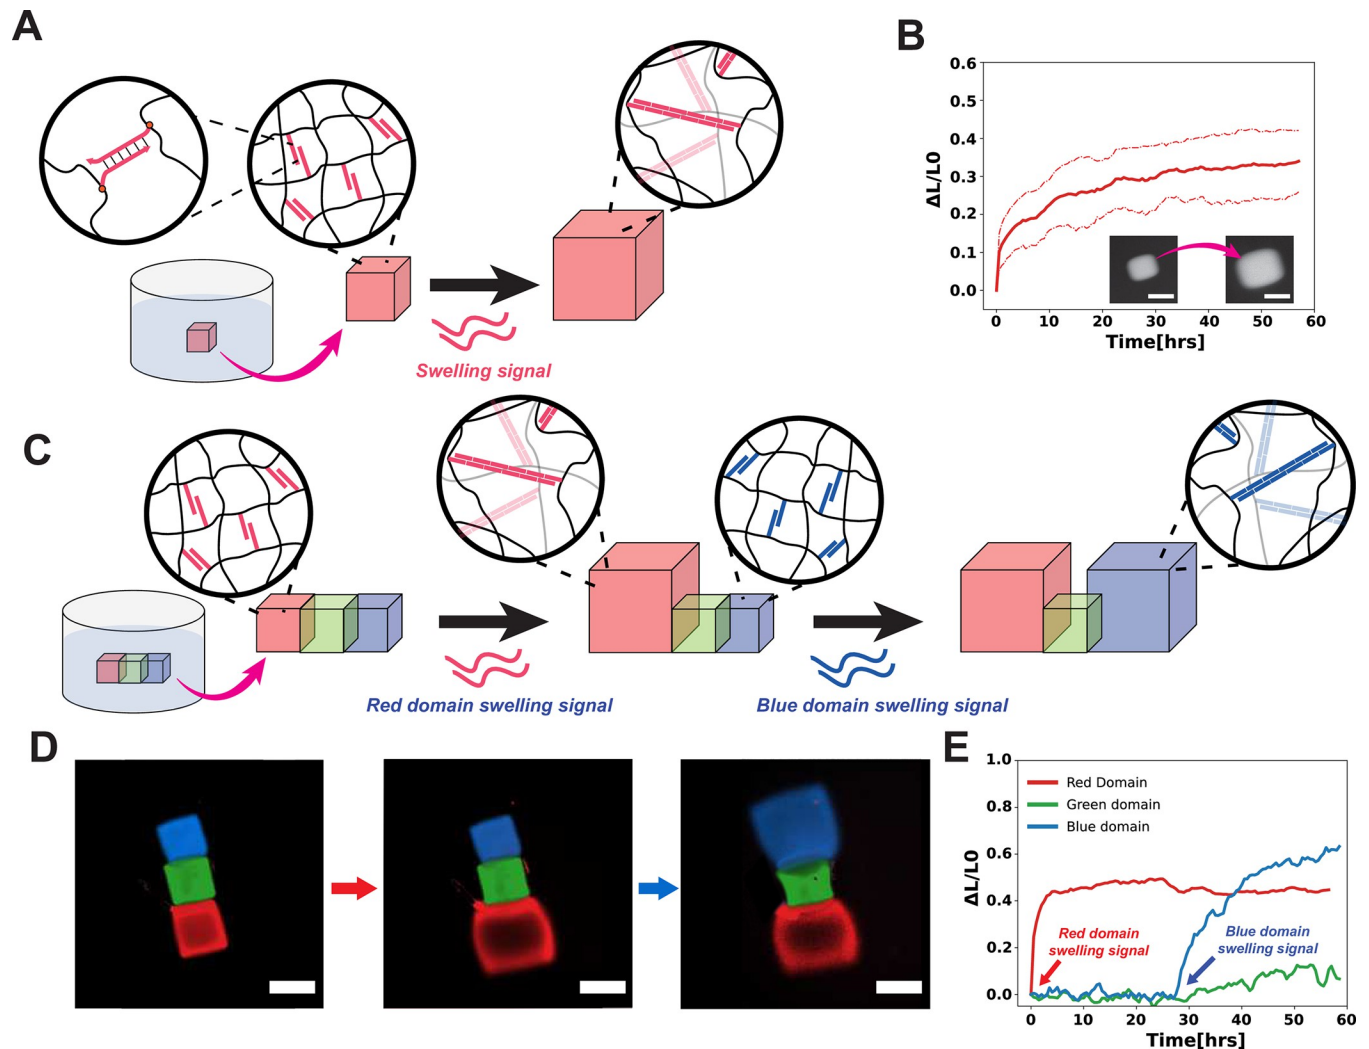 A
Swelling signal
B
0.6
0.5
0.4
0.3
0.2
0.1
0.0
ΔL/L0
0
10
20
30
40
50
60
Time[hrs]
C
Red domain swelling signal
Blue domain swelling signal
D
E
1.0
0.8
0.6
0.4
0.2
0.0
ΔL/L0
Red Domain
Green domain
Blue domain
Red domain
swelling signal
Blue domain
swelling signal
0
10
20
30
40
50
60
Time[hrs]